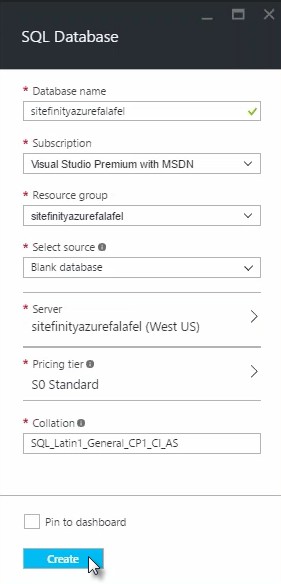 SQL Database
* Database name
sitefinityazurefalafel
* Subscription
Visual Studio Premium with MSDN
* Resource group
sitefinityazurefalafel
* Select source
Blank database
* Server
sitefinityazurefalafel (West US)
* Pricing tier
S0 Standard
* Collation
SQL_Latin1_General_CP1_CI_AS
Pin to dashboard
Create